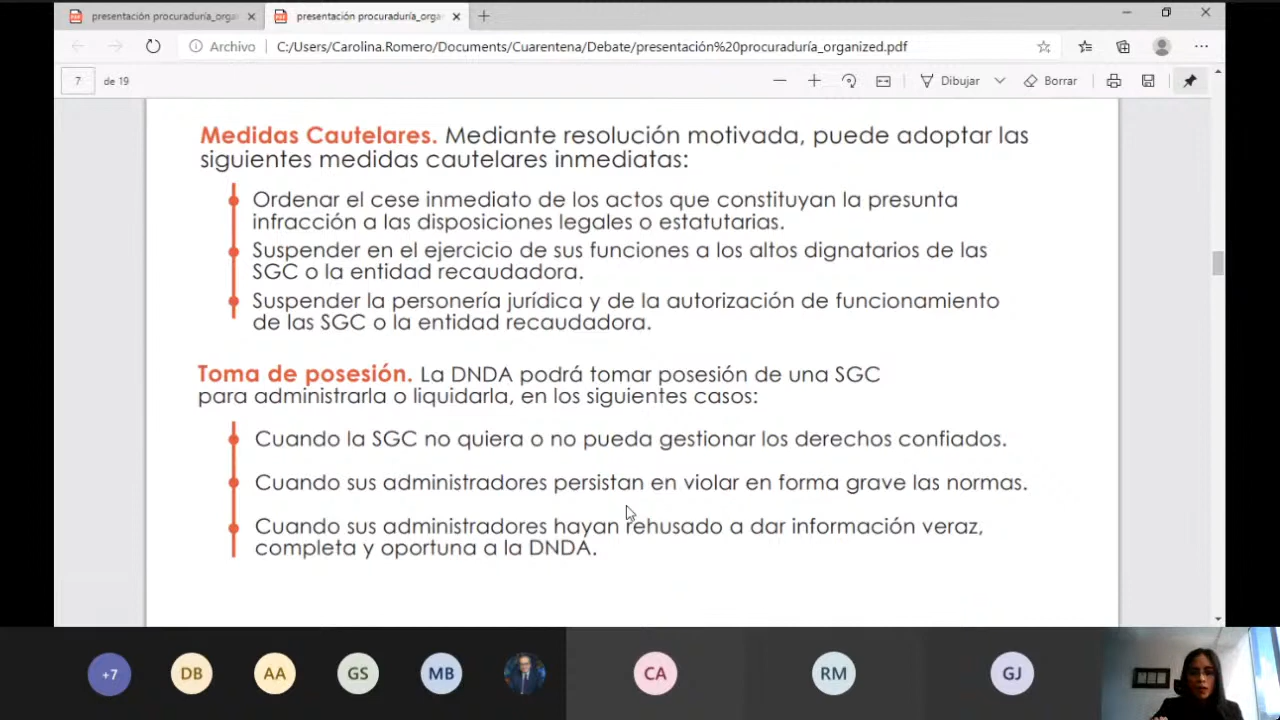 presentación procuraduría_orga
presentación procuraduría_orga
Archivo
C:/Users/Carolina.Romero/Documents/Cuarentena/Debate/presentación%20procuraduría_organized.pdf
7 de 19
Dibujar
Borrar
Medidas Cautelares. Mediante resolución motivada, puede adoptar las
siguientes medidas cautelares inmediatas:
Ordenar el cese inmediato de los actos que constituyan la presunta
infracción a las disposiciones legales o estatutarias.
Suspender en el ejercicio de sus funciones a los altos dignatarios de las
SGC o la entidad recaudadora.
Suspender la personería jurídica y de la autorización de funcionamiento
de las SGC o la entidad recaudadora.
Toma de posesión. La DNDA podrá tomar posesión de una SGC
para administrarla o liquidarla, en los siguientes casos:
Cuando la SGC no quiera o no pueda gestionar los derechos confiados.
Cuando sus administradores persistan en violar en forma grave las normas.
Cuando sus administradores hayan rehusado a dar información veraz,
completa y oportuna a la DNDA.
+7
DB
AA
GS
MB
CA
RM
GJ